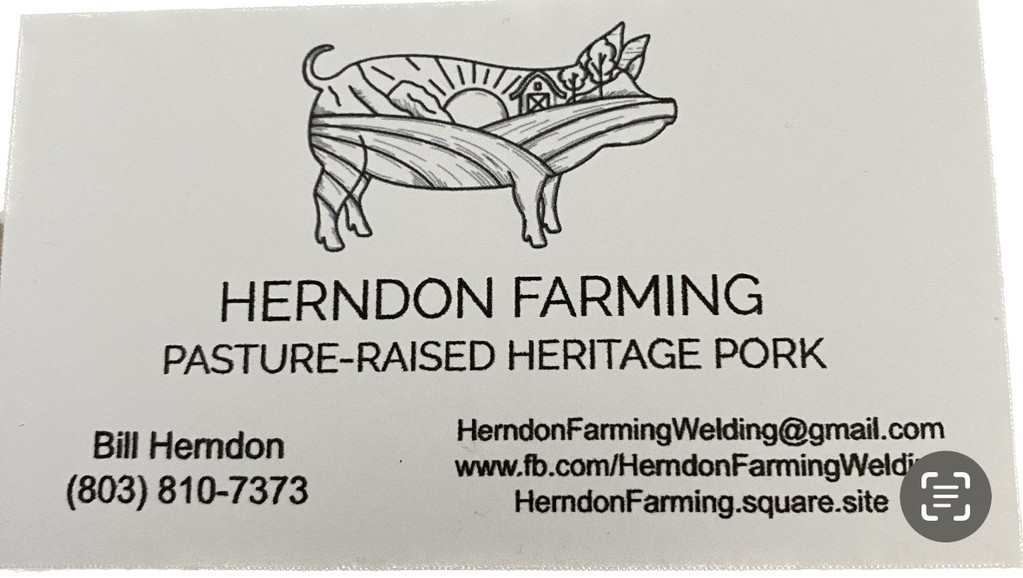 HERNDON FARMING
PASTURE-RAISED HERITAGE PORK
Bill Herndon
(803) 810-7373
HerndonFarmingWelding@gmail.com
www.fb.com/HerndonFarmingWeldi
HerndonFarming.square.site